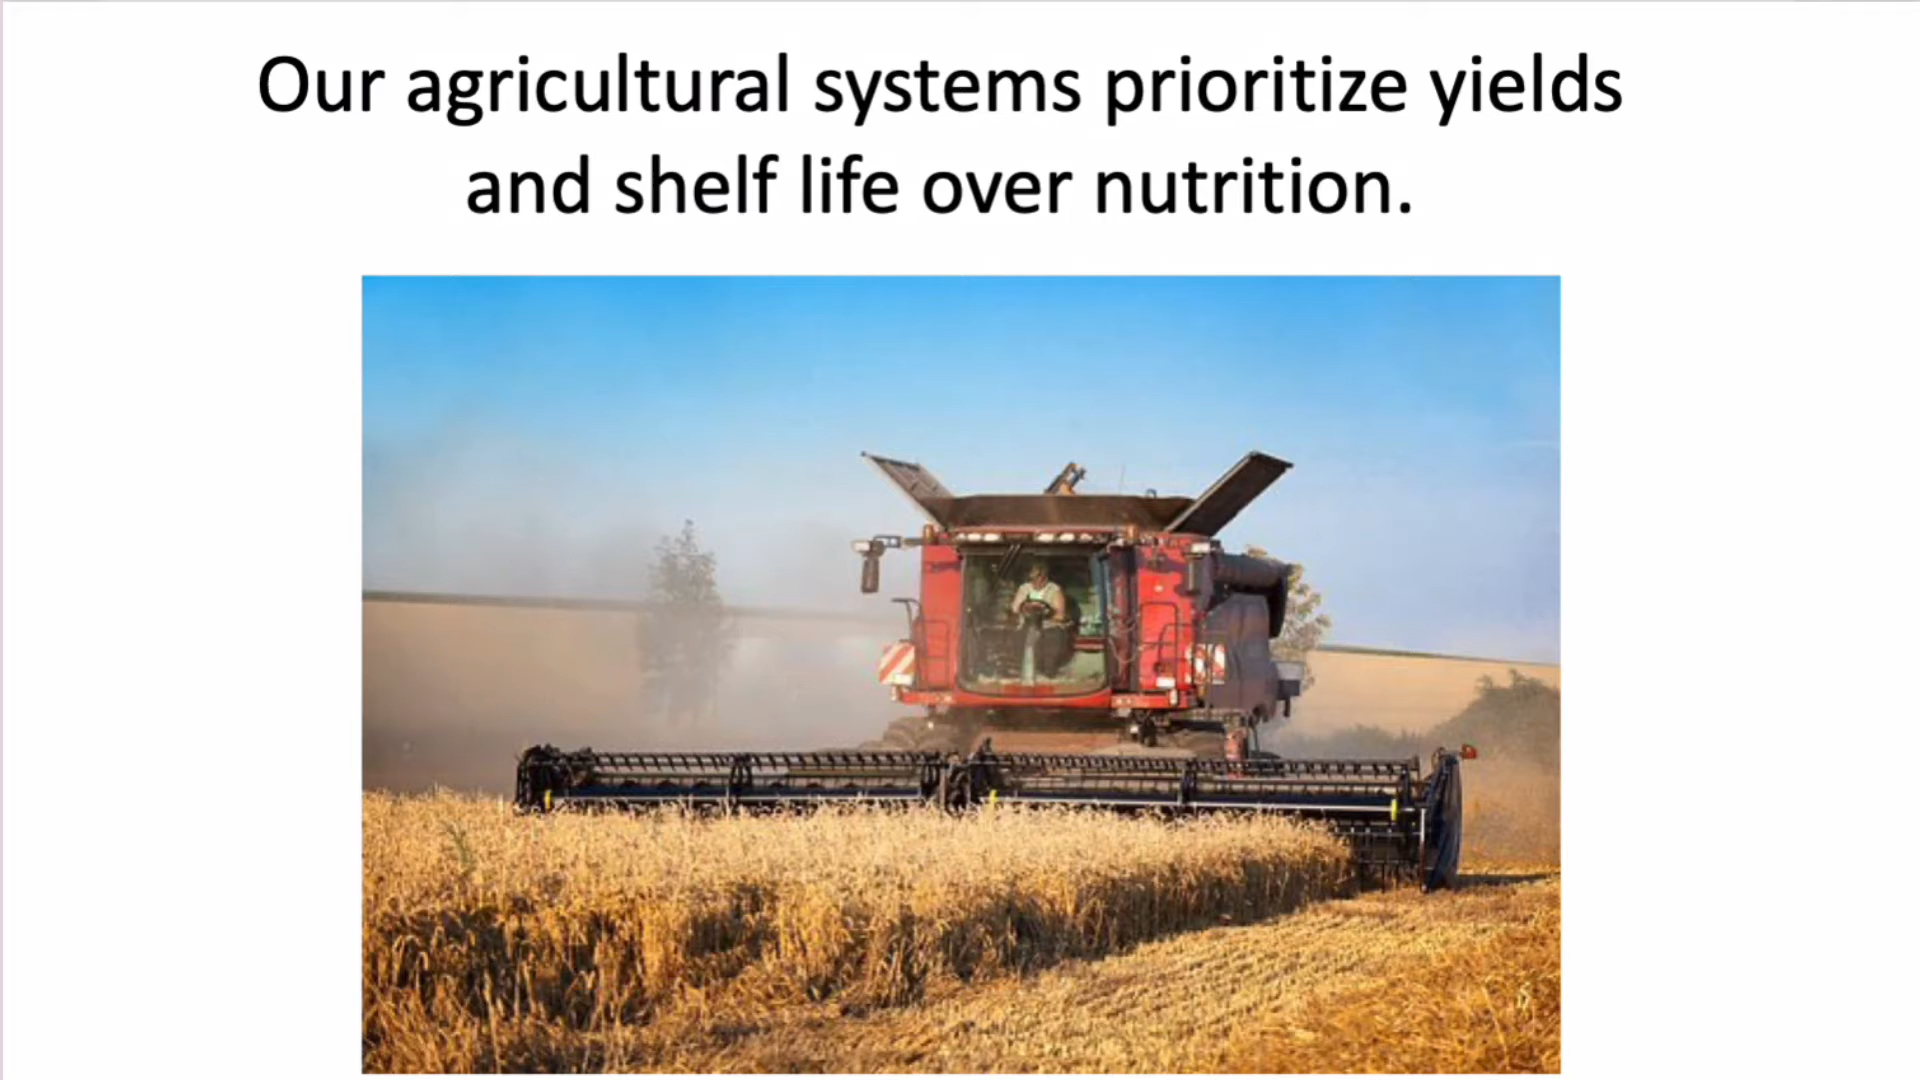 Our agricultural systems prioritize yields
and shelf life over nutrition.